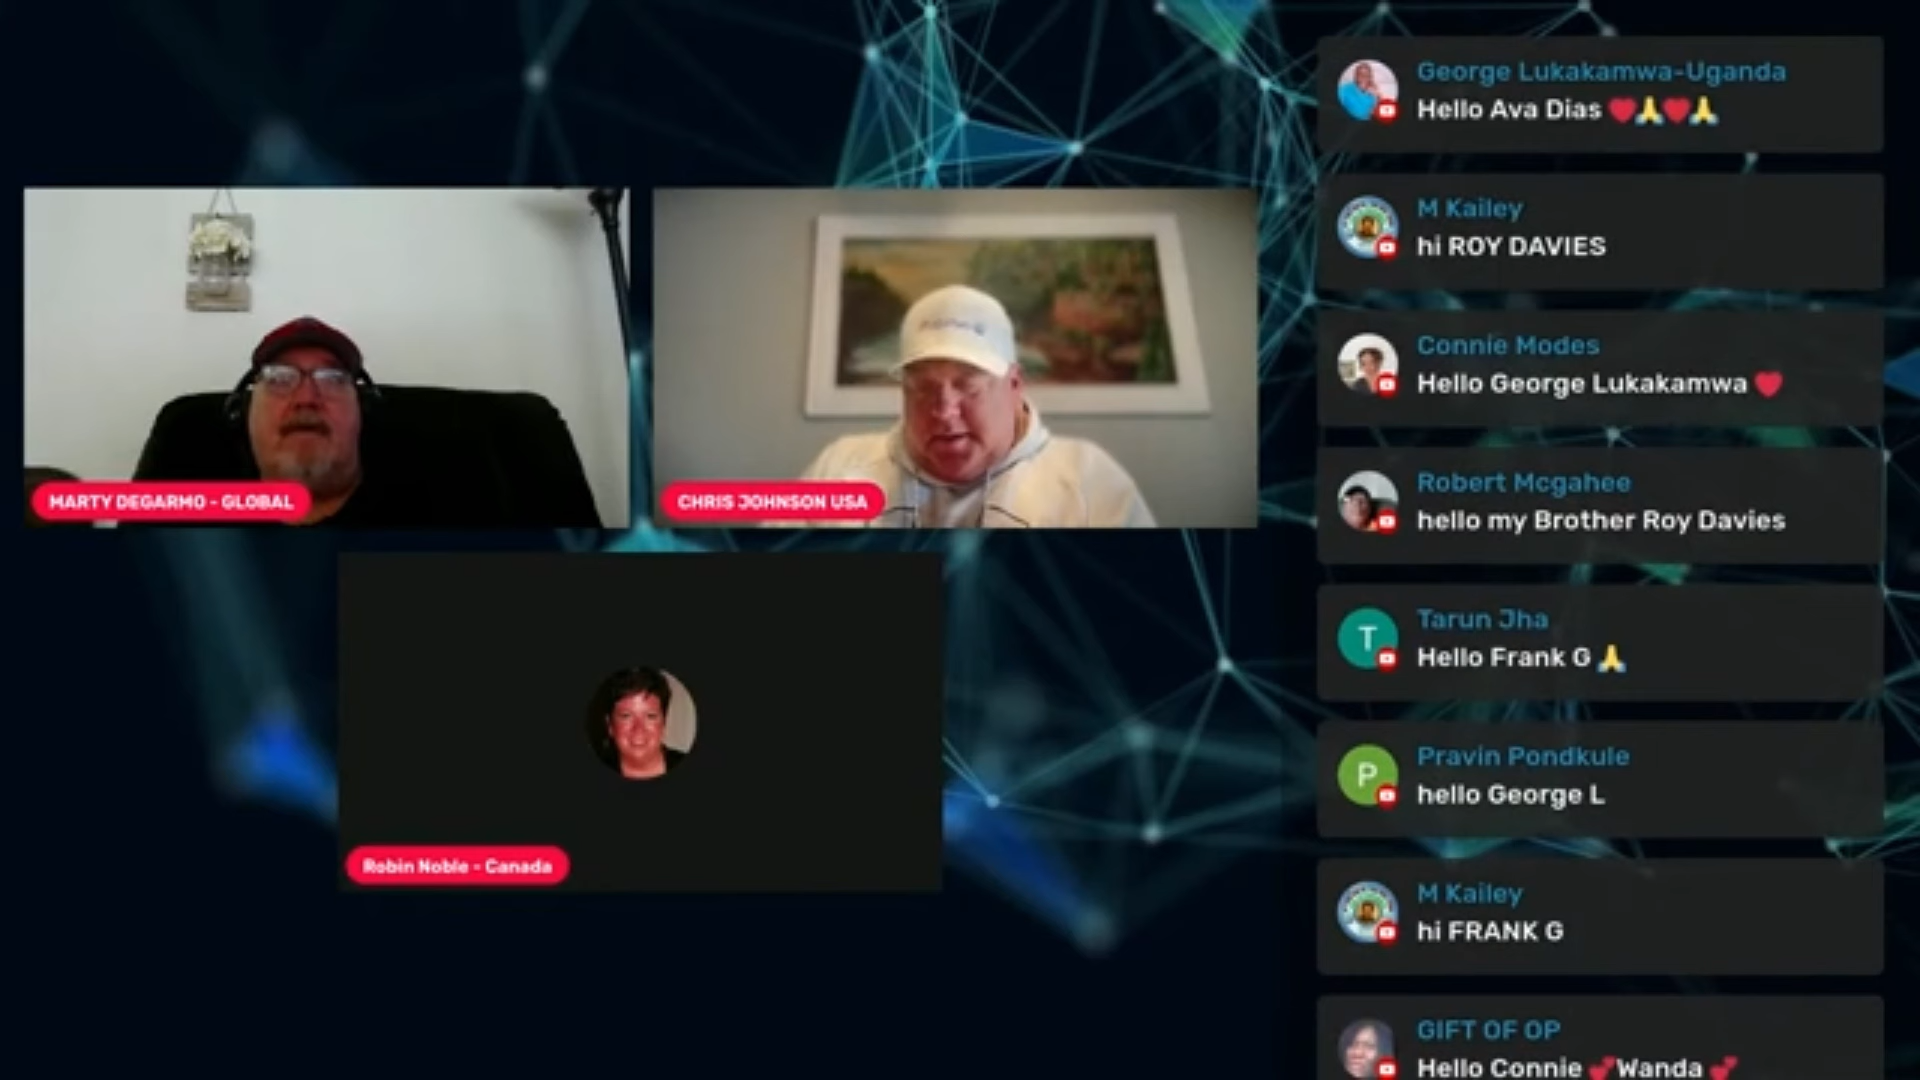 MARTY DEGARMO - GLOBAL
CHRIS JOHNSON USA
Robin Noble - Canada
George Lukakamwa-Uganda
Hello Ava Dias ❤️🙏❤️🙏
M Kailey
hi ROY DAVIES
Connie Modes
Hello George Lukakamwa ❤️
Robert Mcgahee
hello my Brother Roy Davies
T
Tarun Jha
Hello Frank G 🙏
P
Pravin Pondkule
hello George L
M Kailey
hi FRANK G
GIFT OF OP
Hello Connie 💕Wanda 💕